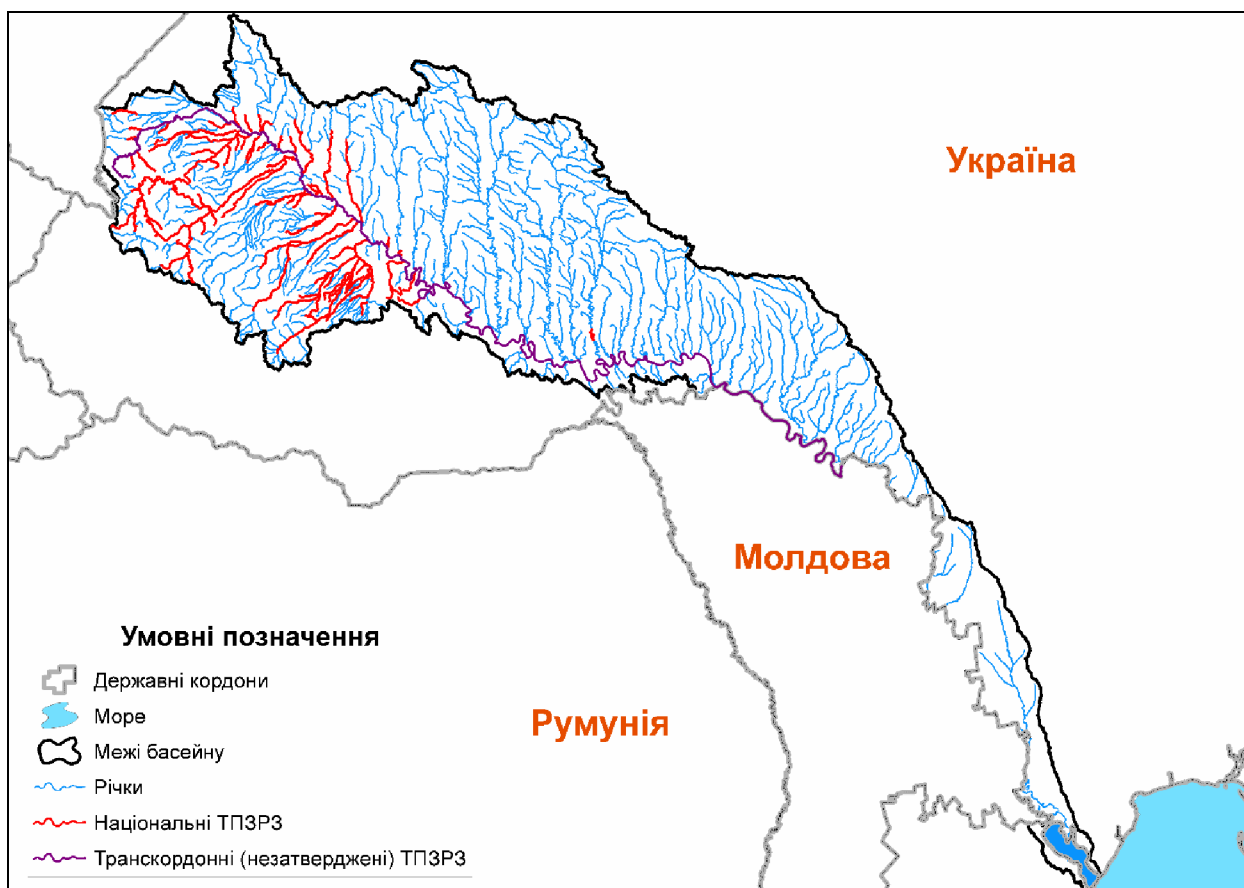 Україна
Молдова
Румунія
Умовні позначення
Державні кордони
Море
Межі басейну
Річки
Національні ТПЗРЗ
Транскордонні (незатверджені) ТПЗРЗ